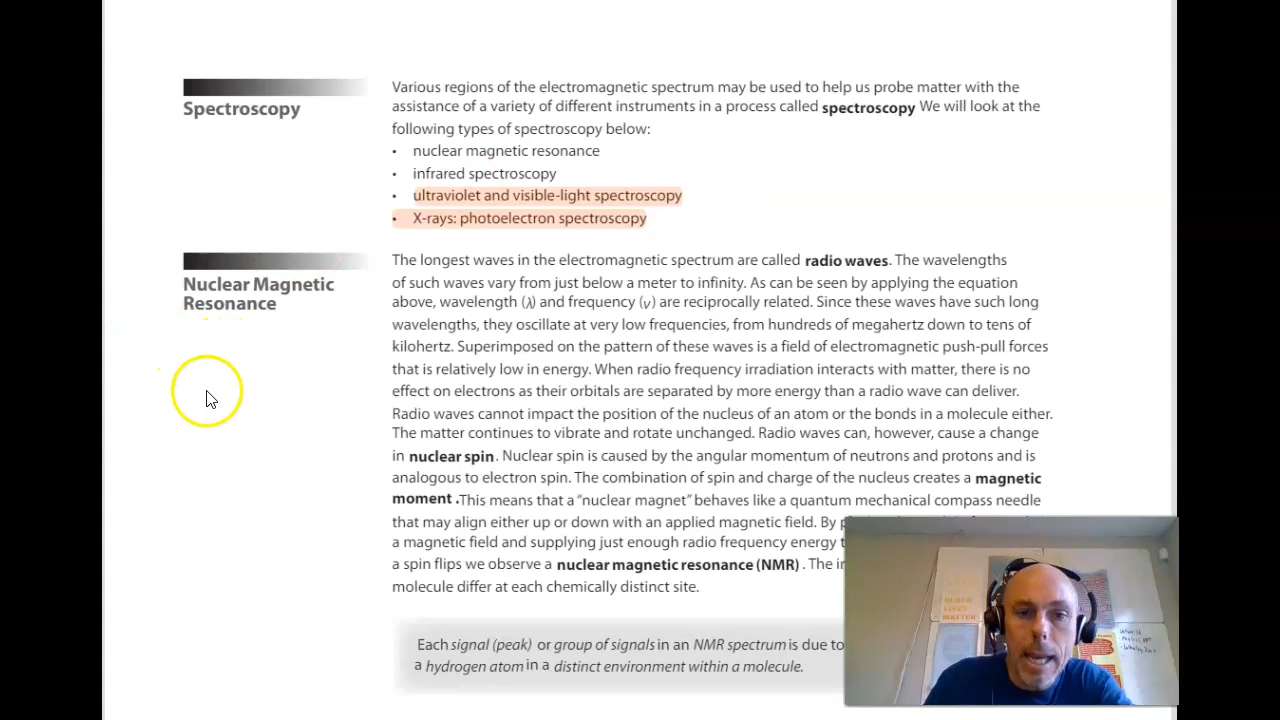 Spectroscopy
Various regions of the electromagnetic spectrum may be used to help us probe matter with the
assistance of a variety of different instruments in a process called spectroscopy We will look at the
following types of spectroscopy below:
• nuclear magnetic resonance
• infrared spectroscopy
• ultraviolet and visible-light spectroscopy
• X-rays: photoelectron spectroscopy
Nuclear Magnetic
Resonance
The longest waves in the electromagnetic spectrum are called radio waves. The wavelengths
of such waves vary from just below a meter to infinity. As can be seen by applying the equation
above, wavelength (λ) and frequency (ν) are reciprocally related. Since these waves have such long
wavelengths, they oscillate at very low frequencies, from hundreds of megahertz down to tens of
kilohertz. Superimposed on the pattern of these waves is a field of electromagnetic push-pull forces
that is relatively low in energy. When radio frequency irradiation interacts with matter, there is no
effect on electrons as their orbitals are separated by more energy than a radio wave can deliver.
Radio waves cannot impact the position of the nucleus of an atom or the bonds in a molecule either.
The matter continues to vibrate and rotate unchanged. Radio waves can, however, cause a change
in nuclear spin. Nuclear spin is caused by the angular momentum of neutrons and protons and is
analogous to electron spin. The combination of spin and charge of the nucleus creates a magnetic
moment .This means that a "nuclear magnet" behaves like a quantum mechanical compass needle
that may align either up or down with an applied magnetic field. By
a magnetic field and supplying just enough radio frequency energy
a spin flips we observe a nuclear magnetic resonance (NMR) . The
molecule differ at each chemically distinct site.
Each signal (peak) or group of signals in an NMR spectrum is due to
a hydrogen atom in a distinct environment within a molecule.
BLACK
LIVES
MATTER